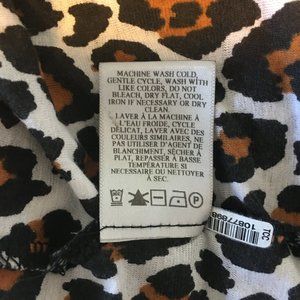 MACHINE WASH COLD,
GENTLE CYCLE, WASH WITH
LIKE COLORS, DO NOT
BLEACH, DRY FLAT, COOL
IRON IF NECESSARY OR DRY
CLEAN.
LAVER À LA MACHINE À
L'EAU FROIDE, CYCLE
DÉLICAT, LAVER AVEC DES
COULEURS SIMILAIRES, NE PAS
UTILISER D'AGENT DE
BLANCHIMENT, SÉCHER À
PLAT, REPASSER À BASSE
TEMPÉRATURE SI
NÉCESSAIRE OU NETTOYER
À SEC.
P
TCC